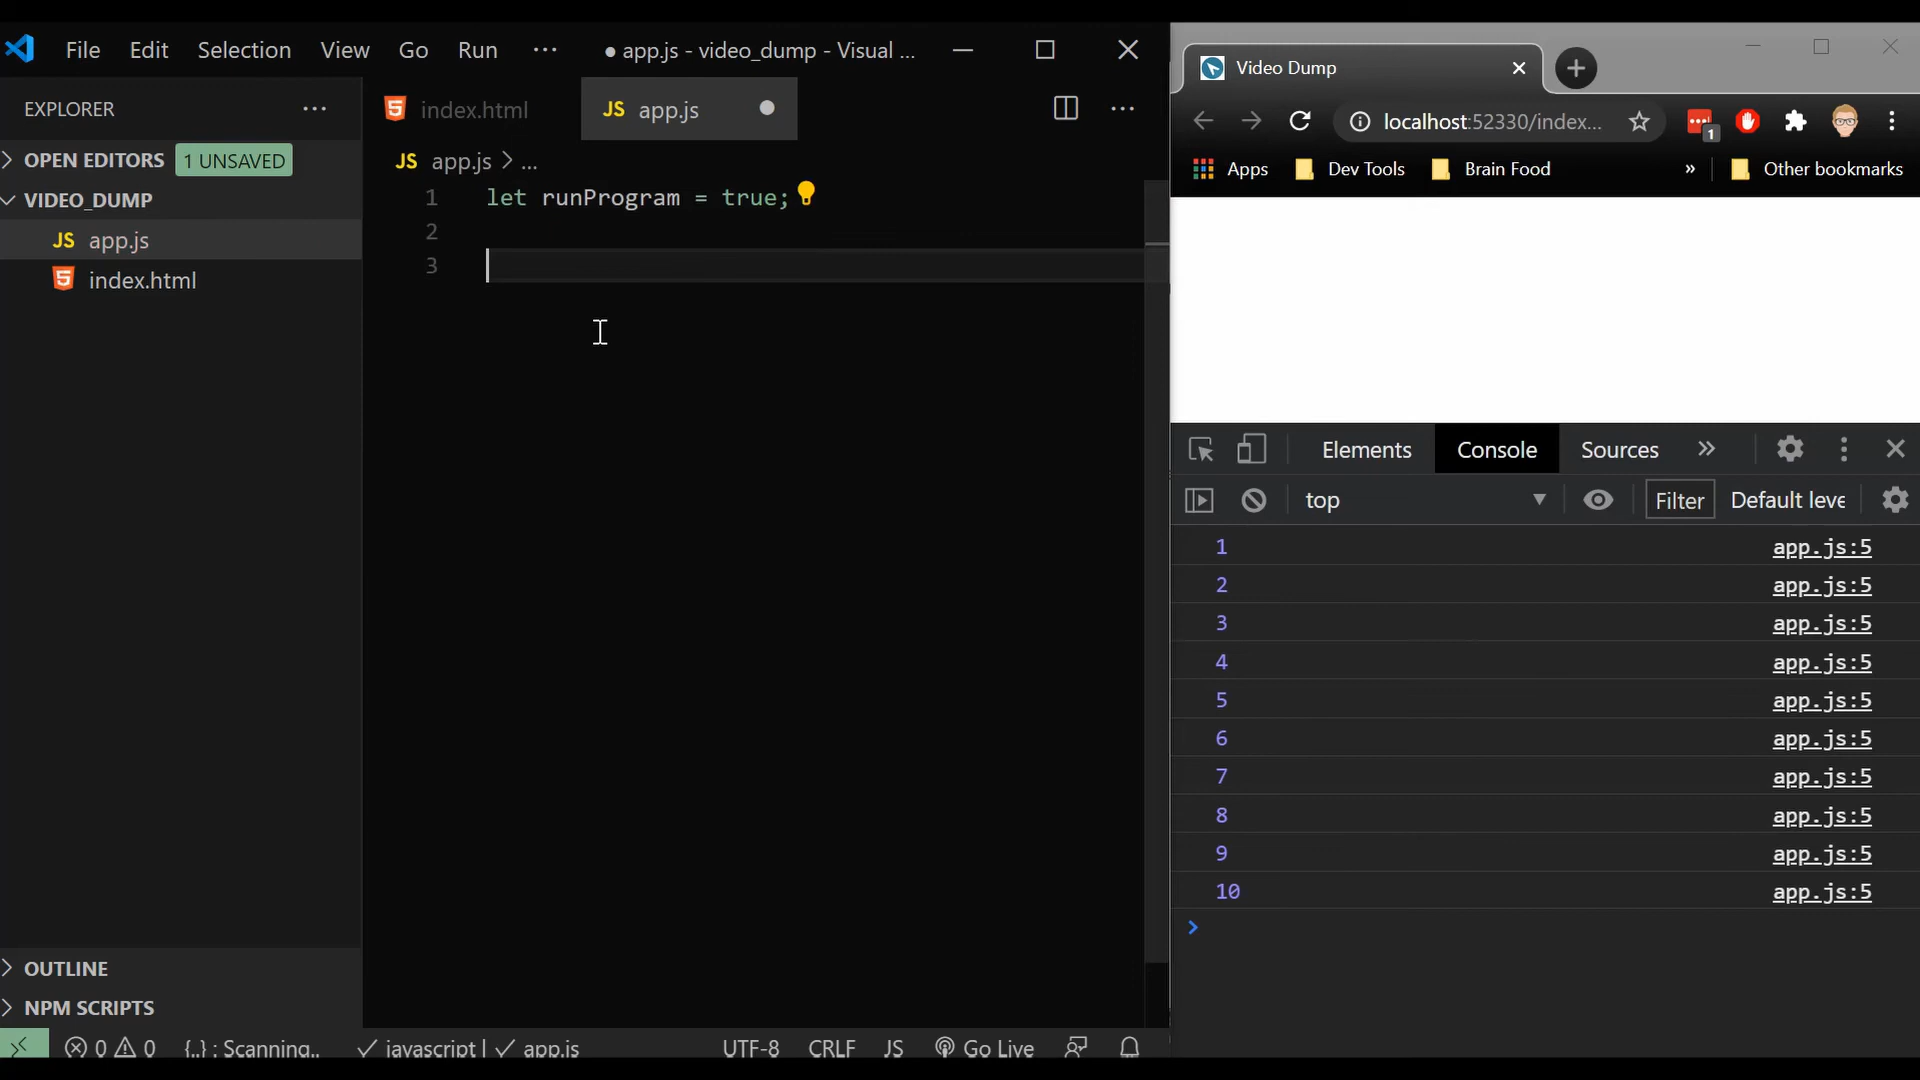 File Edit Selection View Go Run ··· ● app.js - video_dump - Visual ...
EXPLORER ···
OPEN EDITORS 1 UNSAVED
VIDEO_DUMP
JS app.js
index.html
OUTLINE
NPM SCRIPTS
index.html JS app.js ●
JS app.js > ...
1 let runProgram = true;
2
3
0 0 {..} : Scanning.. ✓ javascript | ✓ app.js UTF-8 CRLF JS Go Live
Video Dump
localhost:52330/index... 1
Apps Dev Tools Brain Food » Other bookmarks
Elements Console Sources »
top Filter Default leve
1 app.js:5
2 app.js:5
3 app.js:5
4 app.js:5
5 app.js:5
6 app.js:5
7 app.js:5
8 app.js:5
9 app.js:5
10 app.js:5
>